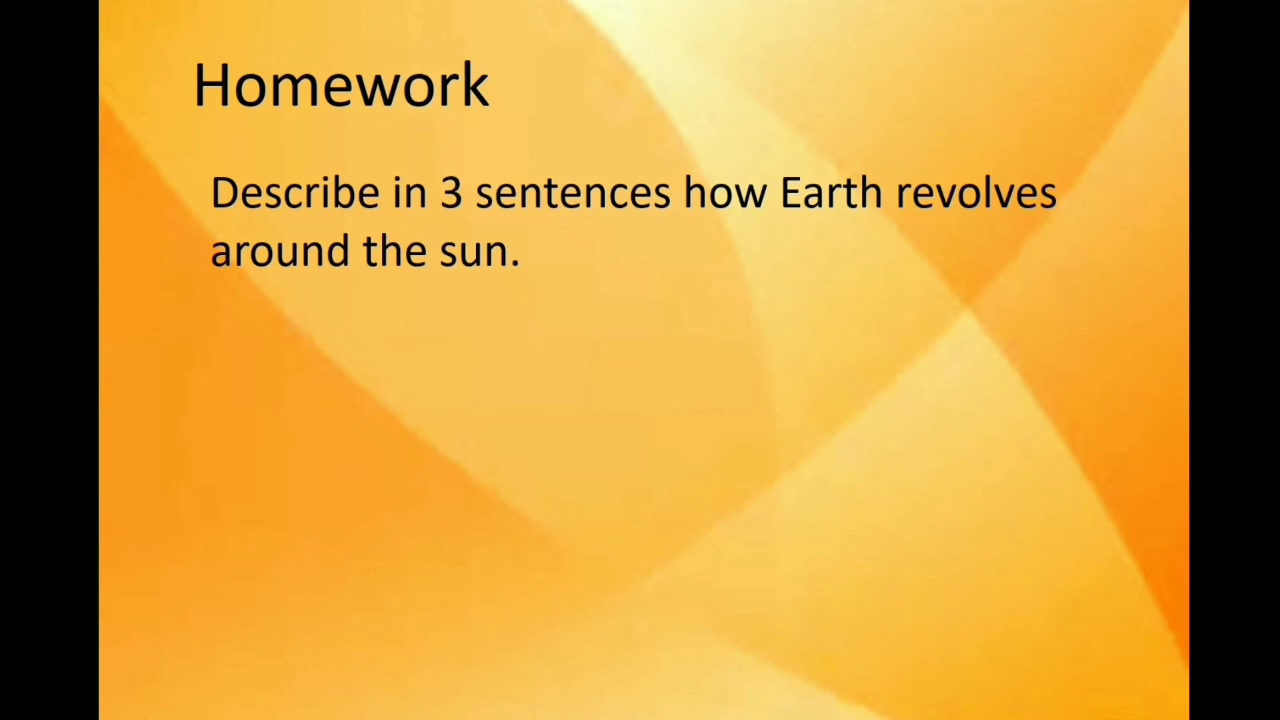 Homework
Describe in 3 sentences how Earth revolves
around the sun.